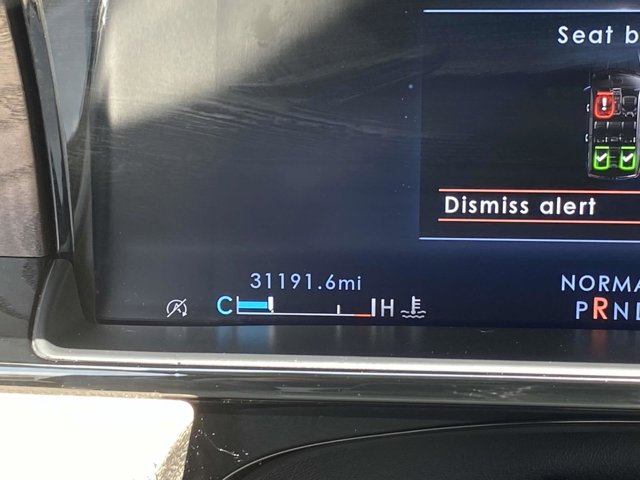 Seat b
Dismiss alert
31191.6mi
C H
NORMA
PRND